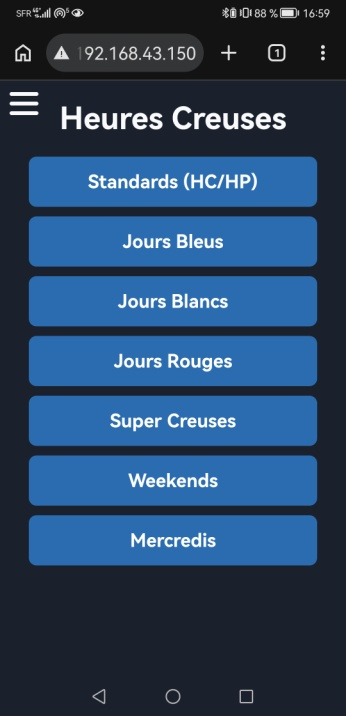 SFR 88 % 16:59
92.168.43.150 1
Heures Creuses
Standards (HC/HP)
Jours Bleus
Jours Blancs
Jours Rouges
Super Creuses
Weekends
Mercredis